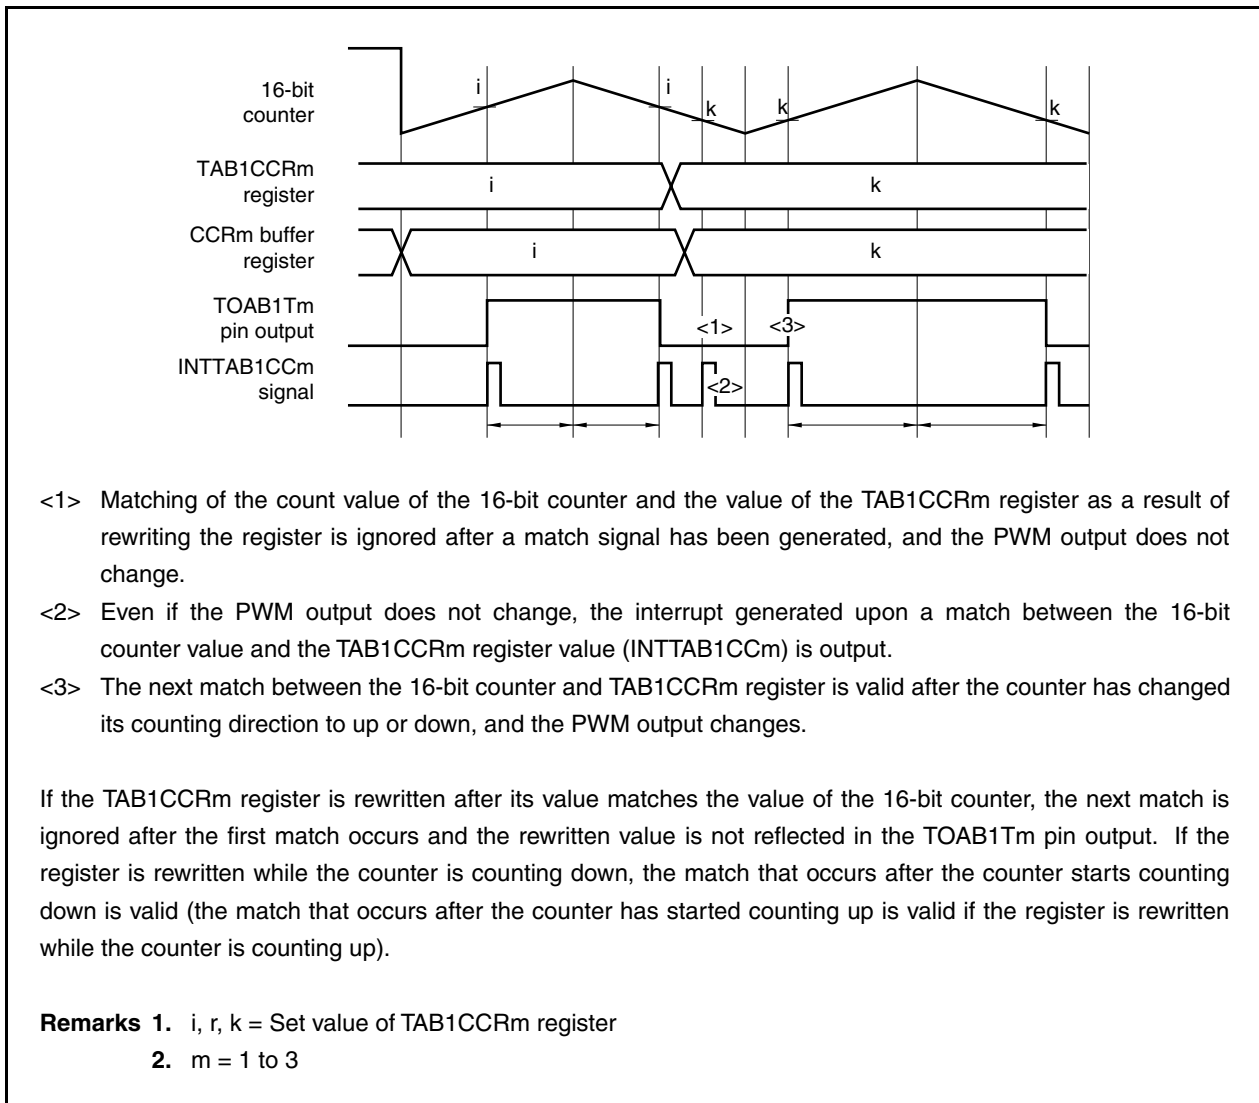 i i k k k
16-bit
counter
TAB1CCRm
register
i k
CCRm buffer
register
i k
TOAB1Tm
pin output
<1> <3>
INTTAB1CCm
signal
<2>
<1> Matching of the count value of the 16-bit counter and the value of the TAB1CCRm register as a result of
rewriting the register is ignored after a match signal has been generated, and the PWM output does not
change.
<2> Even if the PWM output does not change, the interrupt generated upon a match between the 16-bit
counter value and the TAB1CCRm register value (INTTAB1CCm) is output.
<3> The next match between the 16-bit counter and TAB1CCRm register is valid after the counter has changed
its counting direction to up or down, and the PWM output changes.
If the TAB1CCRm register is rewritten after its value matches the value of the 16-bit counter, the next match is
ignored after the first match occurs and the rewritten value is not reflected in the TOAB1Tm pin output. If the
register is rewritten while the counter is counting down, the match that occurs after the counter starts counting
down is valid (the match that occurs after the counter has started counting up is valid if the register is rewritten
while the counter is counting up).
Remarks 1. i, r, k = Set value of TAB1CCRm register
2. m = 1 to 3